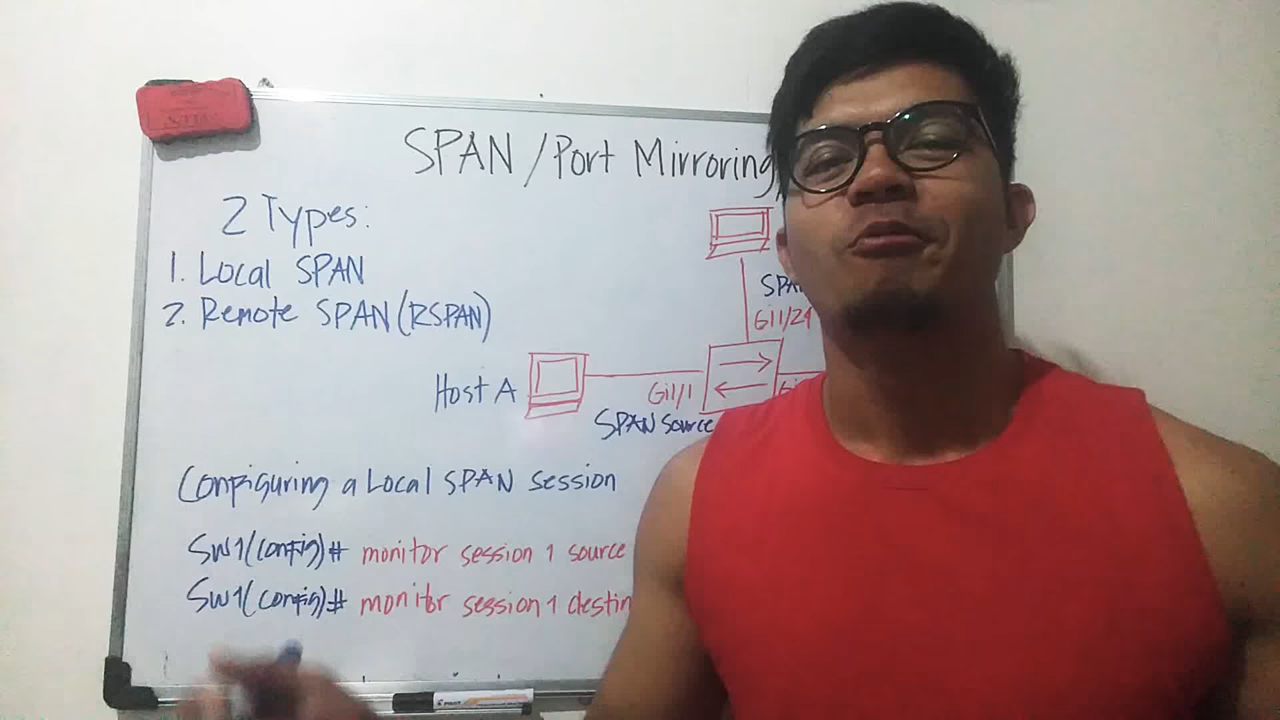 SPAN / Port Mirroring
2 Types:
1. Local SPAN
2. Remote SPAN (RSPAN)
Gi1/24
Host A
Gi1/1
SPAN Source
Configuring a Local SPAN Session
SW1(config)# monitor session 1 source
SW1(config)# monitor session 1 destin
PILOT